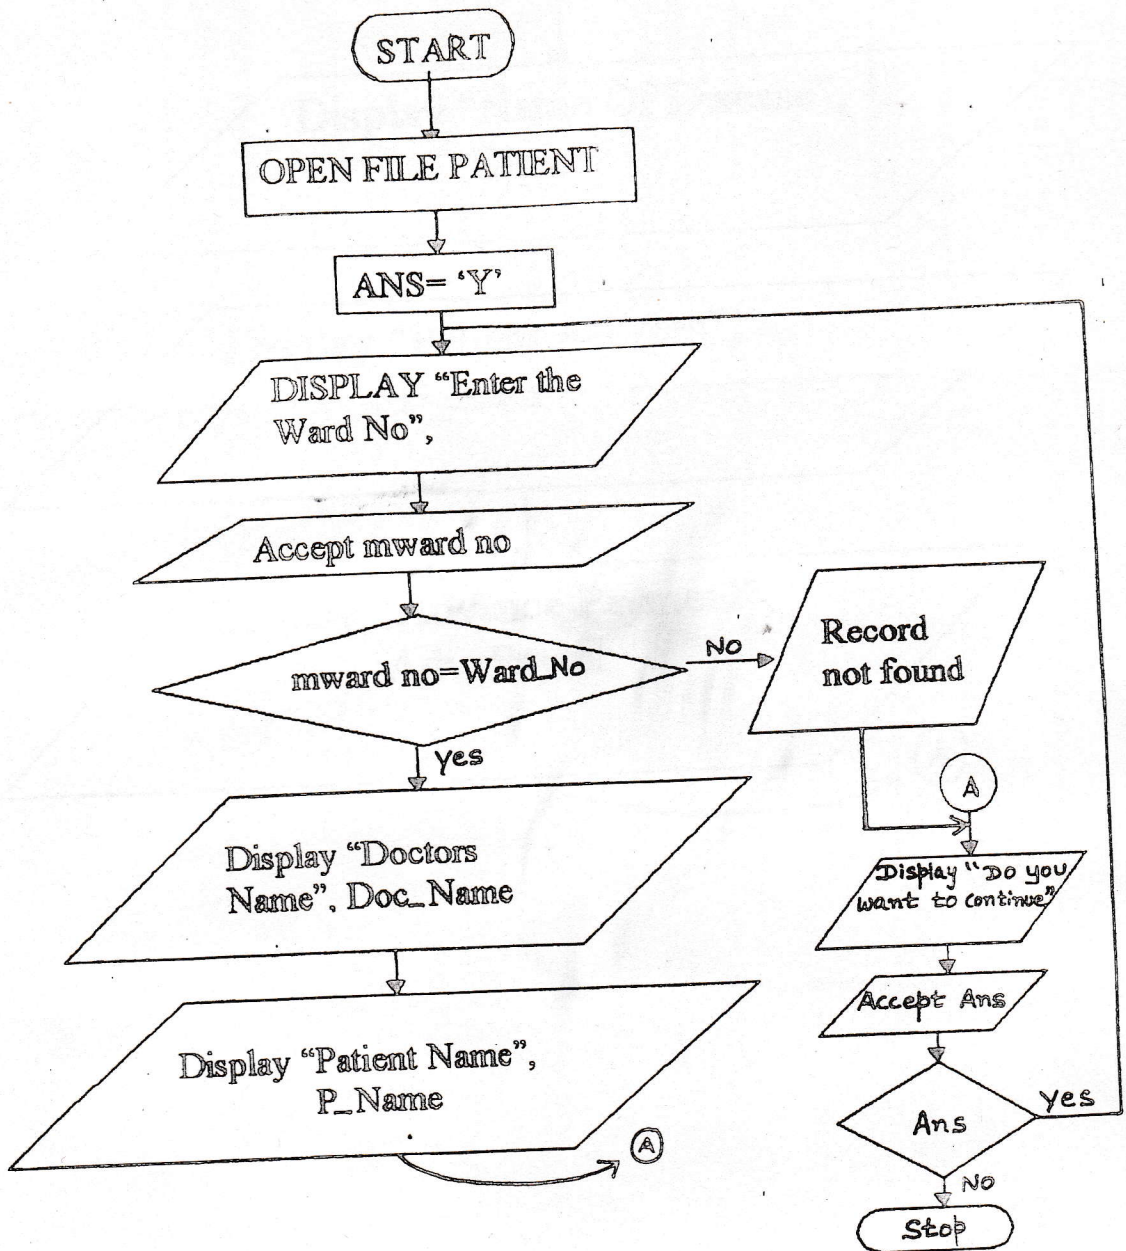 START
OPEN FILE PATIENT
ANS= ‘Y’
DISPLAY “Enter the
Ward No”,
Accept mward no
mward no=Ward_No
NO
Record
not found
yes
Display “Doctors
Name”, Doc_Name
Display “Patient Name”,
P_Name
A
A
Display “Do you
want to continue”
Accept Ans
Ans
yes
NO
Stop